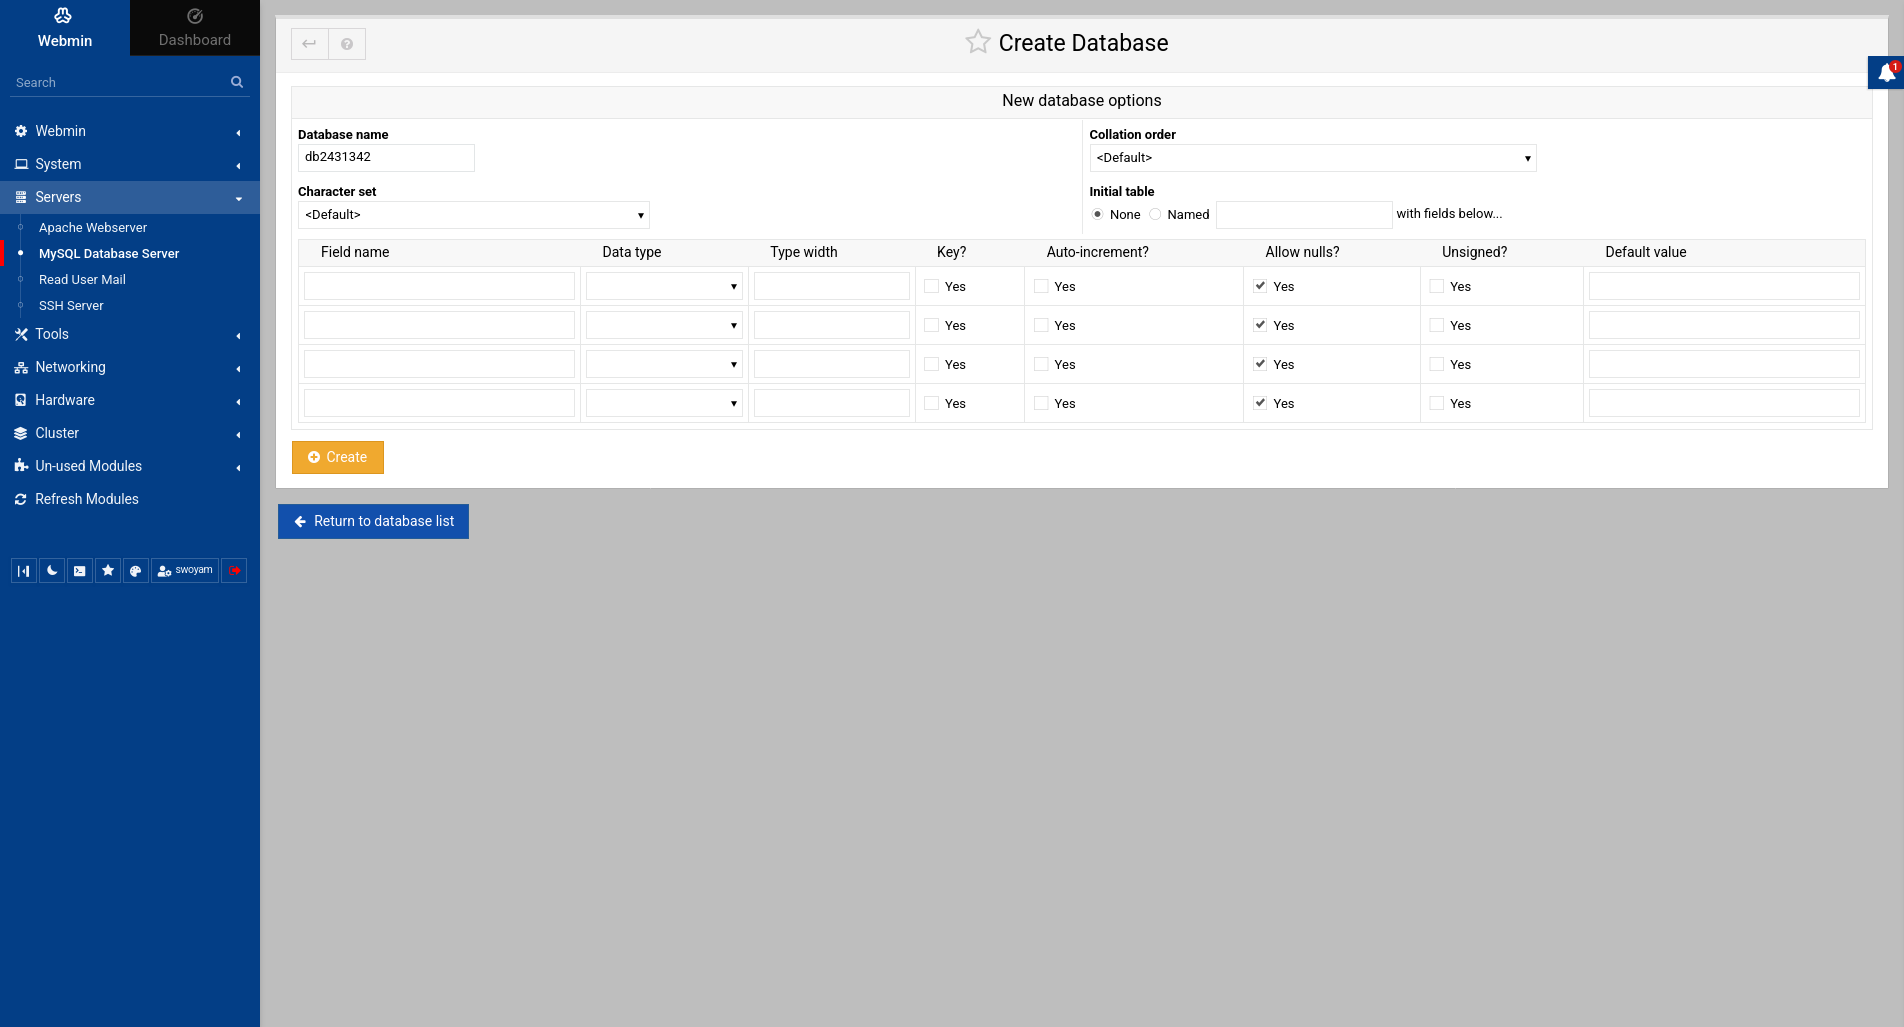 Webmin
Dashboard
Search
Webmin
System
Servers
Apache Webserver
MySQL Database Server
Read User Mail
SSH Server
Tools
Networking
Hardware
Cluster
Un-used Modules
Refresh Modules
swoyam
Create Database
1
New database options
Database name
db2431342
Collation order
<Default>
Character set
<Default>
Initial table
None Named with fields below...
Field name Data type Type width Key? Auto-increment? Allow nulls? Unsigned? Default value
Yes Yes Yes Yes
Yes Yes Yes Yes
Yes Yes Yes Yes
Yes Yes Yes Yes
Create
Return to database list